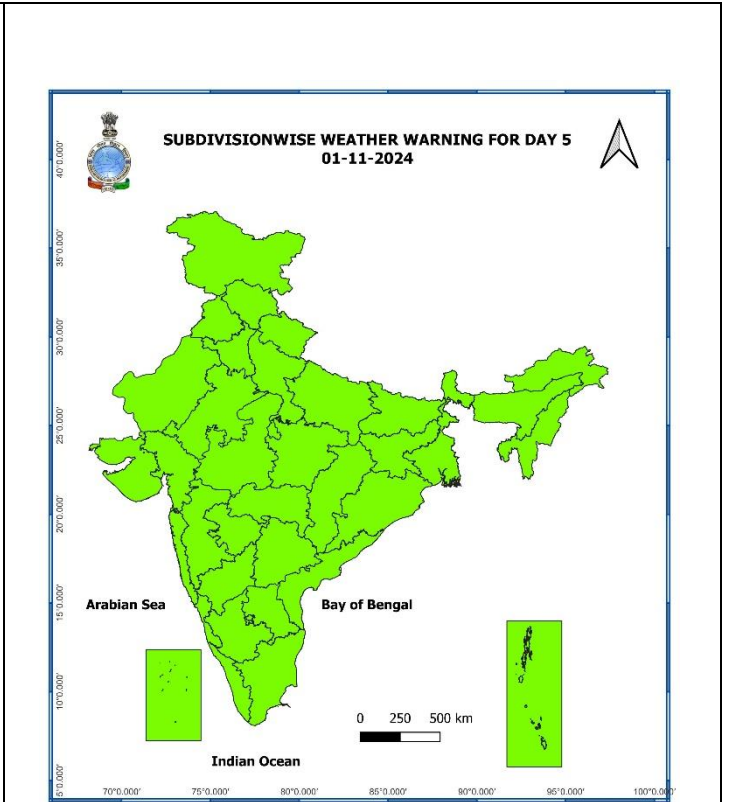 SUBDIVISIONWISE WEATHER WARNING FOR DAY 5
01-11-2024
40°0.000'
35°0.000'
30°0.000'
25°0.000'
20°0.000'
15°0.000'
10°0.000'
5°0.000'
Arabian Sea
Bay of Bengal
0 250 500 km
Indian Ocean
70°0.000' 75°0.000' 80°0.000' 85°0.000' 90°0.000' 95°0.000' 100°0.000'